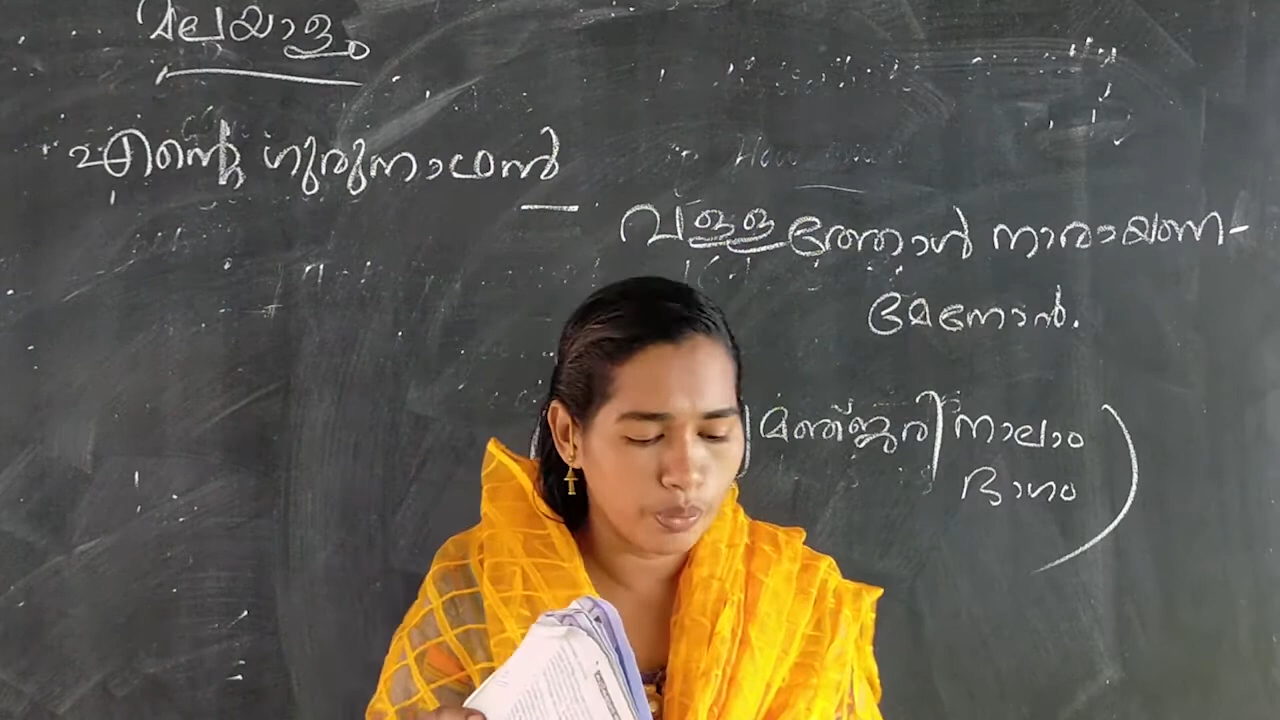 മലയാളം
എന്റെ ഗുരുനാഥൻ
വള്ളത്തോൾ നാരായണ-
മേനോൻ.
മഞ്ജരി നാലാം
ഭാഗം)